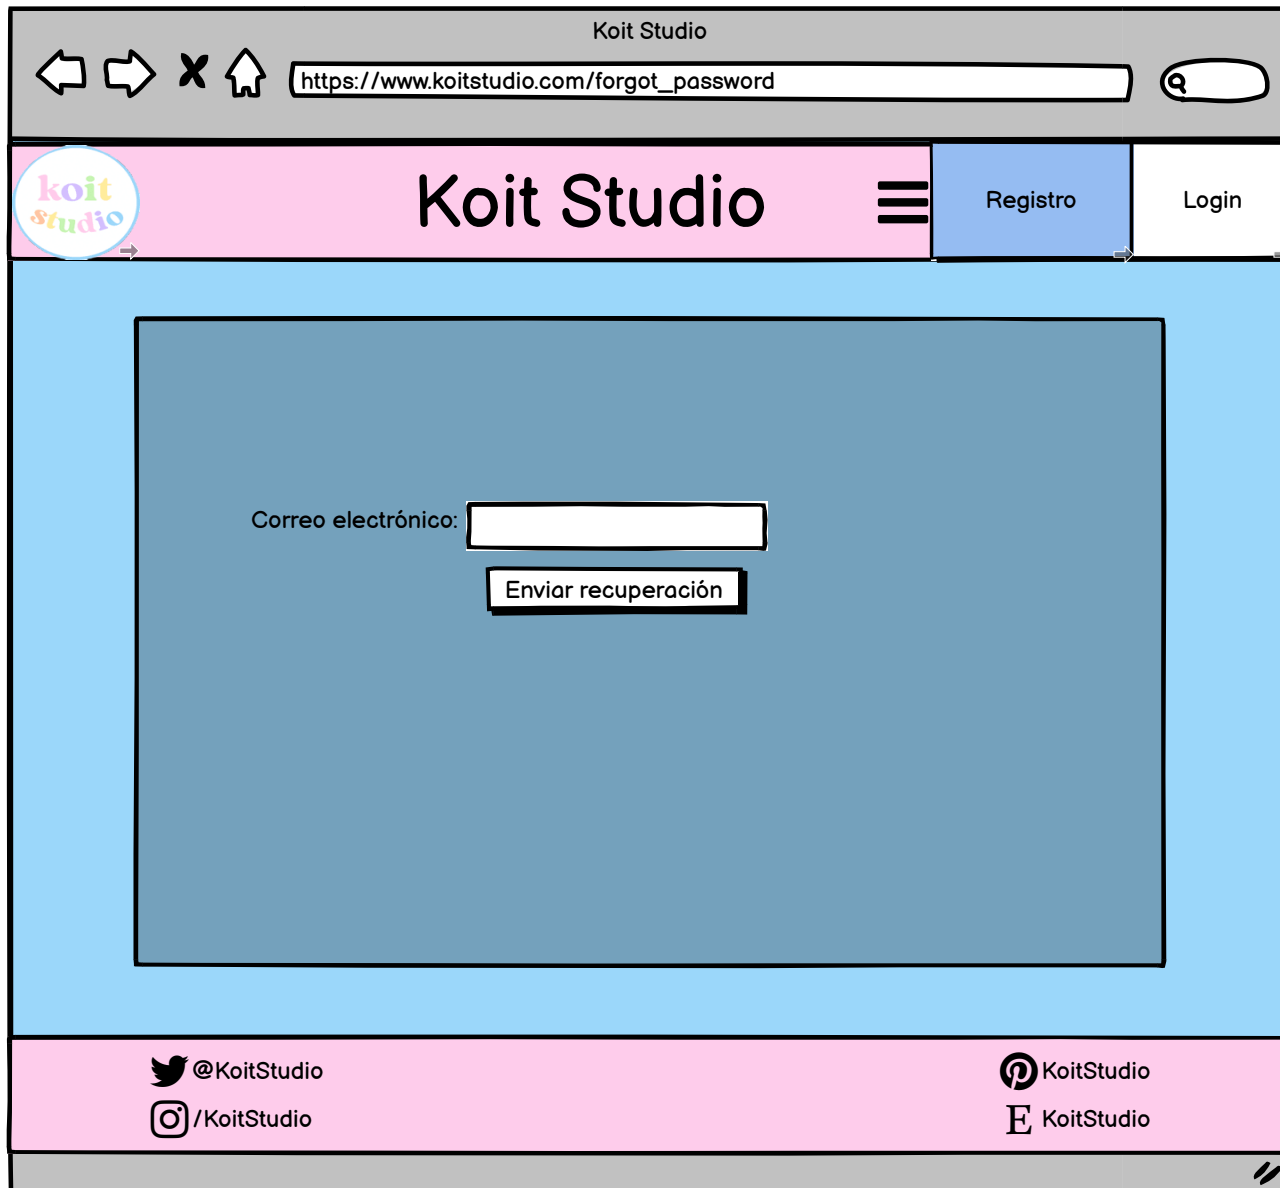 Koit Studio
https://www.koitstudio.com/forgot_password
koit
studio
Koit Studio
Registro
Login
Correo electrónico:
Enviar recuperación
@KoitStudio
KoitStudio
/KoitStudio
E KoitStudio